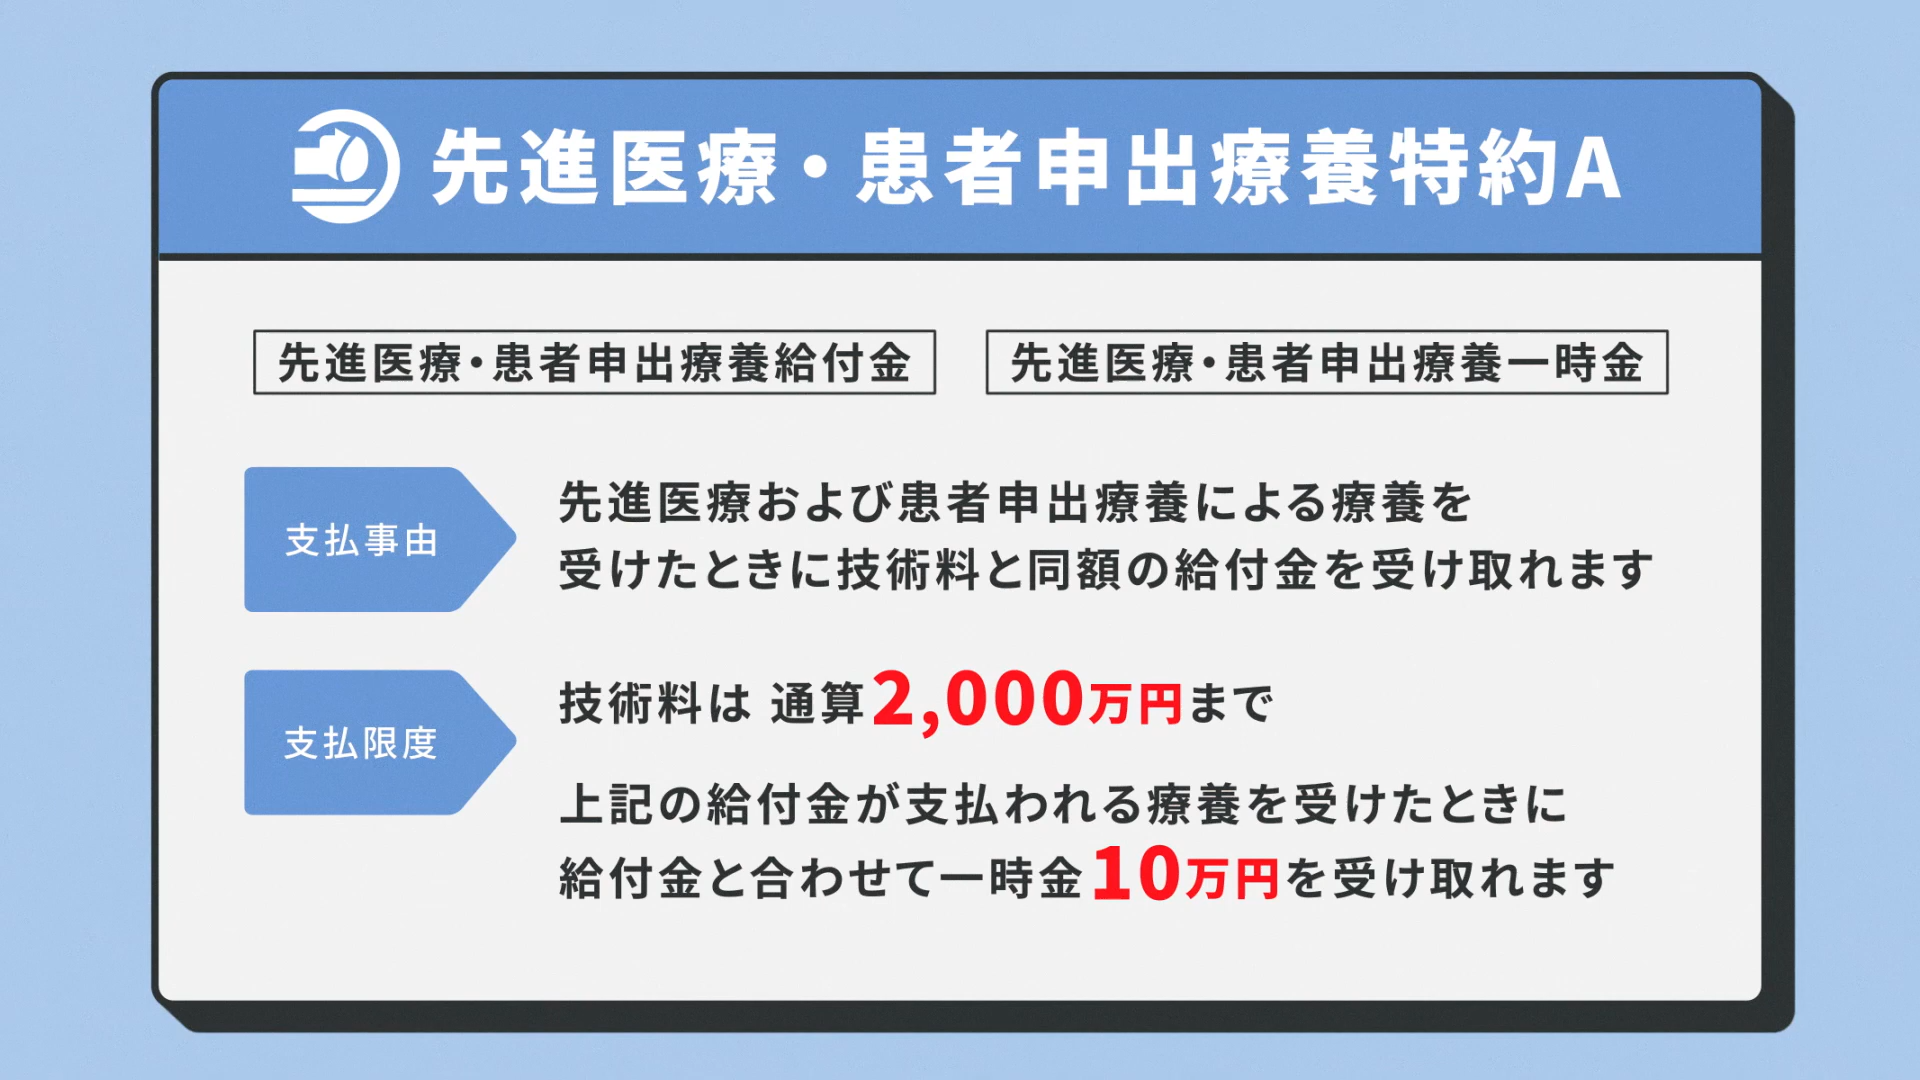 先進医療・患者申出療養特約A
先進医療・患者申出療養給付金
先進医療・患者申出療養一時金
支払事由
先進医療および患者申出療養による療養を
受けたときに技術料と同額の給付金を受け取れます
支払限度
技術料は 通算2,000万円まで
上記の給付金が支払われる療養を受けたときに
給付金と合わせて一時金10万円を受け取れます